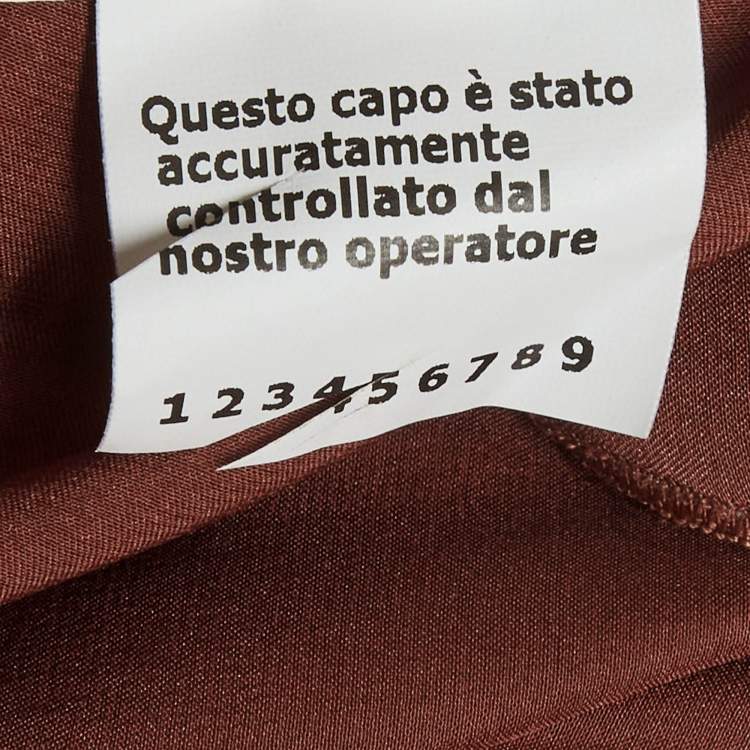 Questo capo è stato
accuratamente
controllato dal
nostro operatore
1 2 3 4 5 6 7 8 9